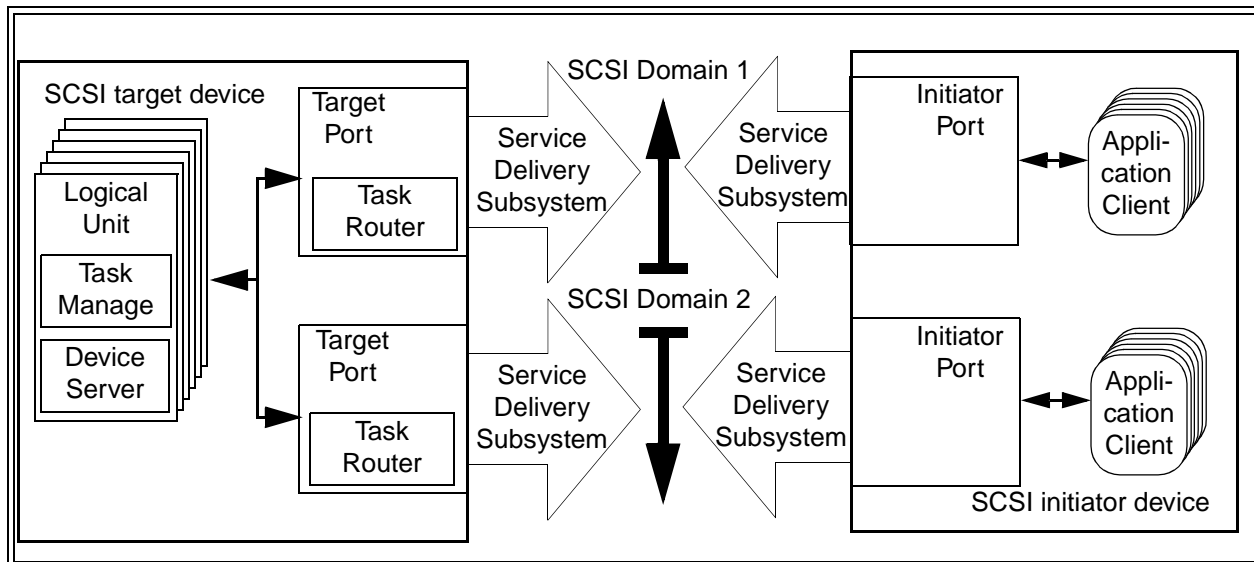 SCSI target device
Logical
Unit
Task
Manage
Device
Server
Target
Port
Task
Router
Target
Port
Task
Router
Service
Delivery
Subsystem
Service
Delivery
Subsystem
SCSI Domain 1
SCSI Domain 2
Service
Delivery
Subsystem
Service
Delivery
Subsystem
Initiator
Port
Appli-
cation
Client
Initiator
Port
Appli-
cation
Client
SCSI initiator device